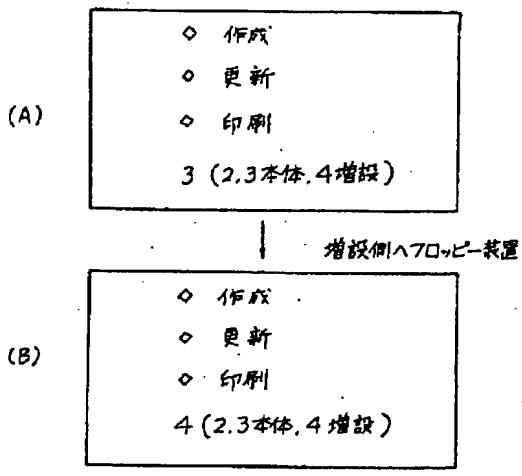 (A)
◇ 作成
◇ 更新
◇ 印刷
3 (2.3本体.4増設)
増設側へフロッピー装置
(B)
◇ 作成
◇ 更新
◇ 印刷
4 (2.3本体.4増設)